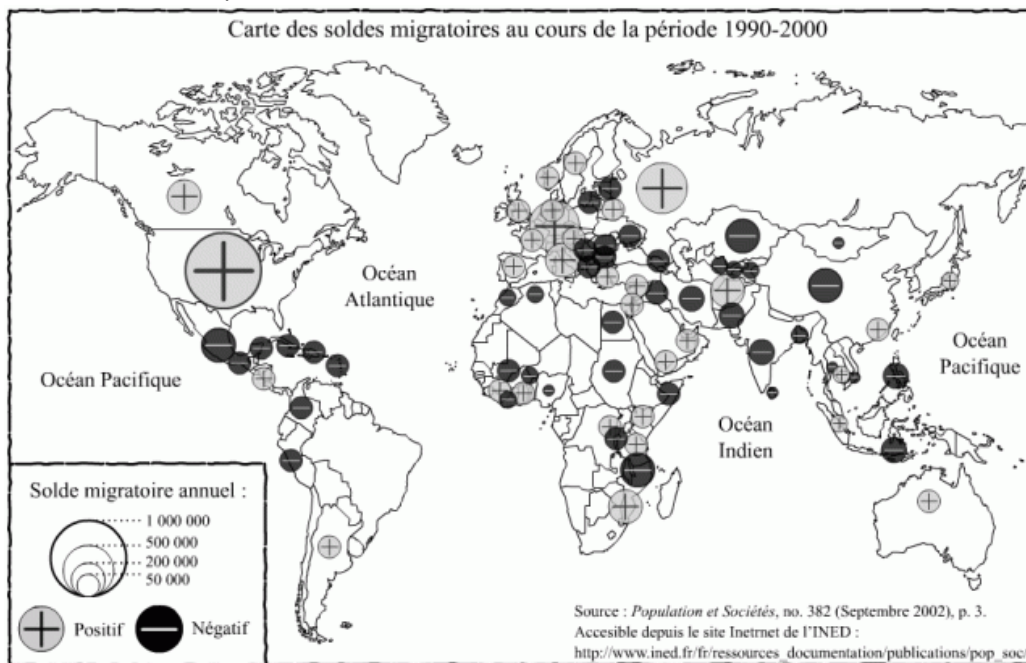 Carte des soldes migratoires au cours de la période 1990-2000
Océan
Atlantique
Océan Pacifique
Océan
Pacifique
Océan
Indien
Solde migratoire annuel :
1 000 000
500 000
200 000
50 000
Positif
Négatif
Source : Population et Sociétés, no. 382 (Septembre 2002), p. 3.
Accesible depuis le site Inetrnet de l'INED :
http://www.ined.fr/fr/ressources_documentation/publications/pop_soc/